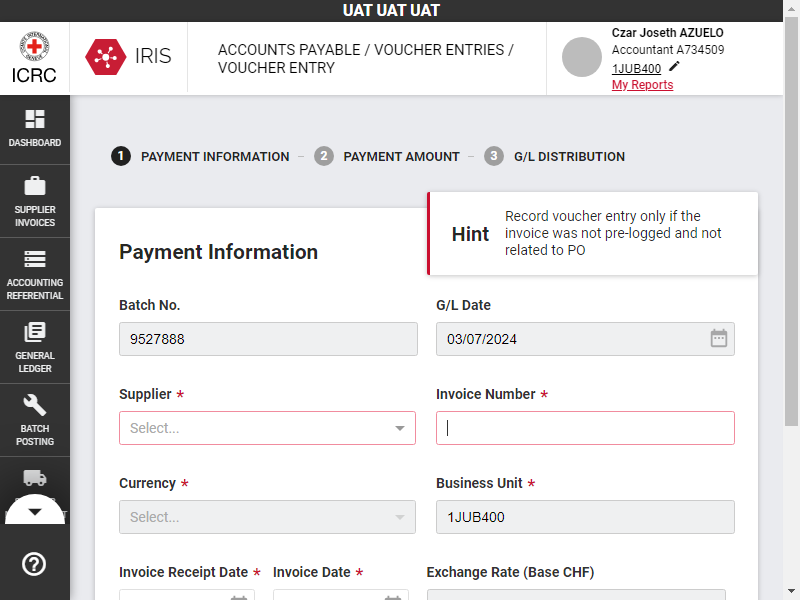 UAT UAT UAT
ICRC
IRIS
ACCOUNTS PAYABLE / VOUCHER ENTRIES /
VOUCHER ENTRY
Czar Joseth AZUELO
Accountant A734509
1JUB400
My Reports
DASHBOARD
SUPPLIER
INVOICES
ACCOUNTING
REFERENTIAL
GENERAL
LEDGER
BATCH
POSTING
1 PAYMENT INFORMATION – 2 PAYMENT AMOUNT – 3 G/L DISTRIBUTION
Hint
Record voucher entry only if the
invoice was not pre-logged and not
related to PO
Payment Information
Batch No.
9527888
G/L Date
03/07/2024
Supplier *
Select...
Invoice Number *
Currency *
Select...
Business Unit *
1JUB400
Invoice Receipt Date *
Invoice Date *
Exchange Rate (Base CHF)